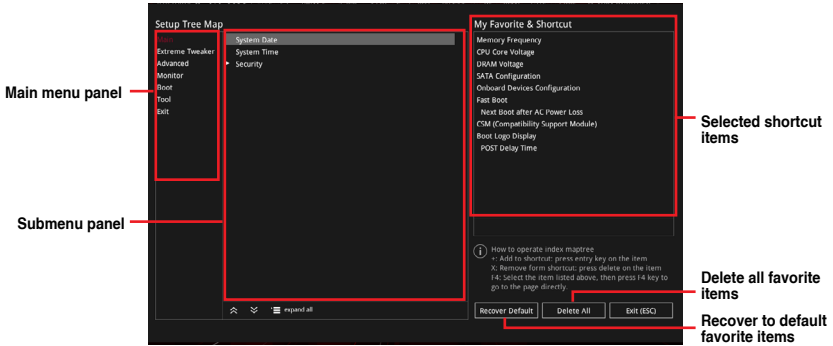 Setup Tree Map
My Favorite & Shortcut
Main
Extreme Tweaker
Advanced
Monitor
Boot
Tool
Exit
System Date
System Time
Security
Memory Frequency
CPU Core Voltage
DRAM Voltage
SATA Configuration
Onboard Devices Configuration
Fast Boot
Next Boot after AC Power Loss
CSM (Compatibility Support Module)
Boot Logo Display
POST Delay Time
Main menu panel
Submenu panel
Selected shortcut
items
How to operate index maptree
+: Add to shortcut: press entry key on the item
X: Remove form shortcut: press delete on the item
F4: Select the item listed above, then press F4 key to
go to the page directly.
expand all
Recover Default
Delete All
Exit (ESC)
Delete all favorite
items
Recover to default
favorite items